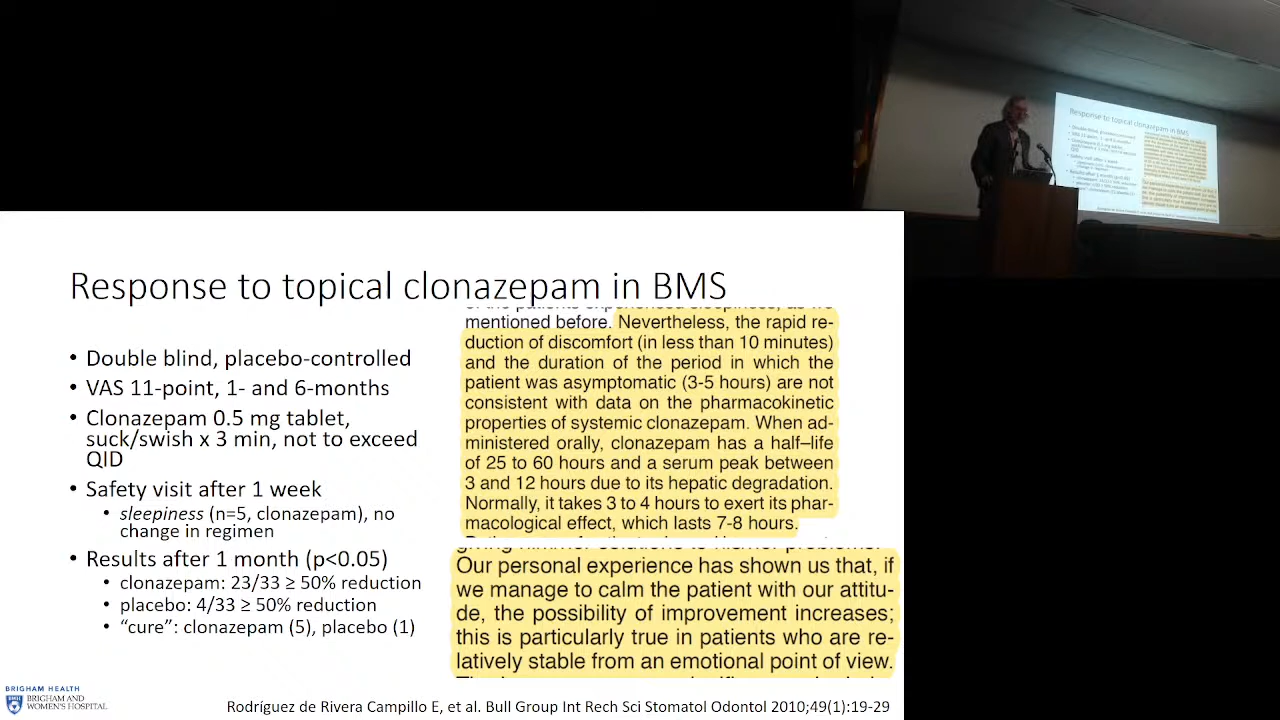 Response to topical clonazepam in BMS
• Double blind, placebo-controlled
• VAS 11-point, 1- and 6-months
• Clonazepam 0.5 mg tablet,
suck/swish x 3 min, not to exceed
QID
• Safety visit after 1 week
• sleepiness (n=5, clonazepam), no
change in regimen
• Results after 1 month (p<0.05)
• clonazepam: 23/33 ≥ 50% reduction
• placebo: 4/33 ≥ 50% reduction
• “cure”: clonazepam (5), placebo (1)
mentioned before. Nevertheless, the rapid re-
duction of discomfort (in less than 10 minutes)
and the duration of the period in which the
patient was asymptomatic (3-5 hours) are not
consistent with data on the pharmacokinetic
properties of systemic clonazepam. When ad-
ministered orally, clonazepam has a half–life
of 25 to 60 hours and a serum peak between
3 and 12 hours due to its hepatic degradation.
Normally, it takes 3 to 4 hours to exert its phar-
macological effect, which lasts 7-8 hours.
Our personal experience has shown us that, if
we manage to calm the patient with our attitu-
de, the possibility of improvement increases;
this is particularly true in patients who are re-
latively stable from an emotional point of view.
BRIGHAM HEALTH
BRIGHAM AND
WOMEN'S HOSPITAL
Rodríguez de Rivera Campillo E, et al. Bull Group Int Rech Sci Stomatol Odontol 2010;49(1):19-29
Response to topical clonazepam in BMS